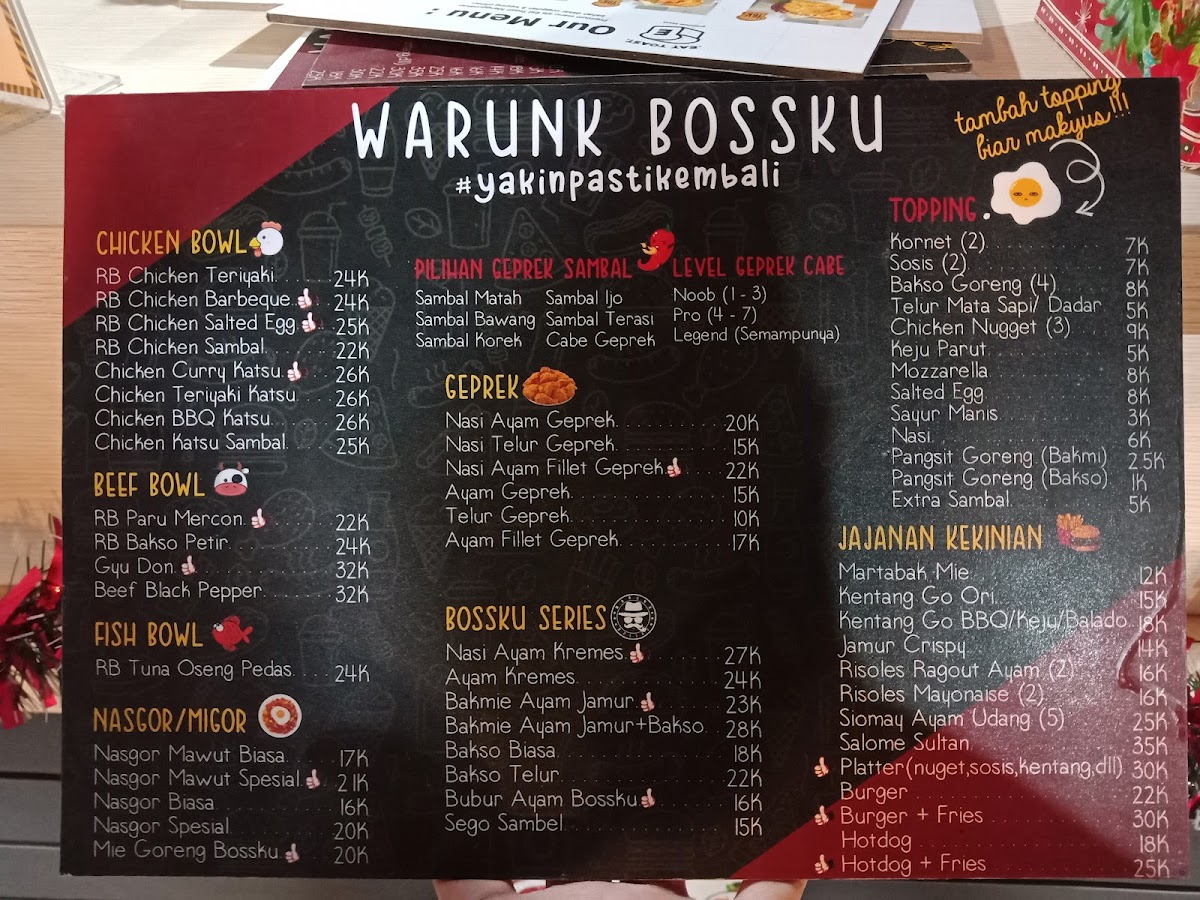 Our Menu :
EAT TOAST
WARUNK BOSSKU
#yakinpastikembali
tambah topping
biar makyus!!!
CHICKEN BOWL
RB Chicken Teriyaki 24K
RB Chicken Barbeque 24K
RB Chicken Salted Egg 25K
RB Chicken Sambal 22K
Chicken Curry Katsu 26K
Chicken Teriyaki Katsu 26K
Chicken BBQ Katsu 26K
Chicken Katsu Sambal 25K
BEEF BOWL
RB Paru Mercon 22K
RB Bakso Petir 24K
Gyu Don 32K
Beef Black Pepper 32K
FISH BOWL
RB Tuna Oseng Pedas 24K
NASGOR/MIGOR
Nasgor Mawut Biasa 17K
Nasgor Mawut Spesial 21K
Nasgor Biasa 16K
Nasgor Spesial 20K
Mie Goreng Bossku 20K
PILIHAN GEPREK SAMBAL
Sambal Matah Sambal Ijo
Sambal Bawang Sambal Terasi
Sambal Korek Cabe Geprek
LEVEL GEPREK CABE
Noob (1 - 3)
Pro (4 - 7)
Legend (Semampunya)
GEPREK
Nasi Ayam Geprek 20K
Nasi Telur Geprek 15K
Nasi Ayam Fillet Geprek 22K
Ayam Geprek 15K
Telur Geprek 10K
Ayam Fillet Geprek 17K
BOSSKU SERIES
Nasi Ayam Kremes 27K
Ayam Kremes 24K
Bakmie Ayam Jamur 23K
Bakmie Ayam Jamur+Bakso 28K
Bakso Biasa 18K
Bakso Telur 22K
Bubur Ayam Bossku 16K
Sego Sambel 15K
TOPPING
Kornet (2) 7K
Sosis (2) 7K
Bakso Goreng (4) 8K
Telur Mata Sapi/ Dadar 5K
Chicken Nugget (3) 9K
Keju Parut 5K
Mozzarella 8K
Salted Egg 8K
Sayur Manis 3K
Nasi 6K
Pangsit Goreng (Bakmi) 2.5K
Pangsit Goreng (Bakso) 1K
Extra Sambal 5K
JAJANAN KEKINIAN
Martabak Mie 12K
Kentang Go Ori 15K
Kentang Go BBQ/Keju/Balado 18K
Jamur Crispy 14K
Risoles Ragout Ayam (2) 16K
Risoles Mayonaise (2) 16K
Siomay Ayam Udang (5) 25K
Salome Sultan 35K
Platter(nuget,sosis,kentang,dll) 30K
Burger 22K
Burger + Fries 30K
Hotdog 18K
Hotdog + Fries 25K